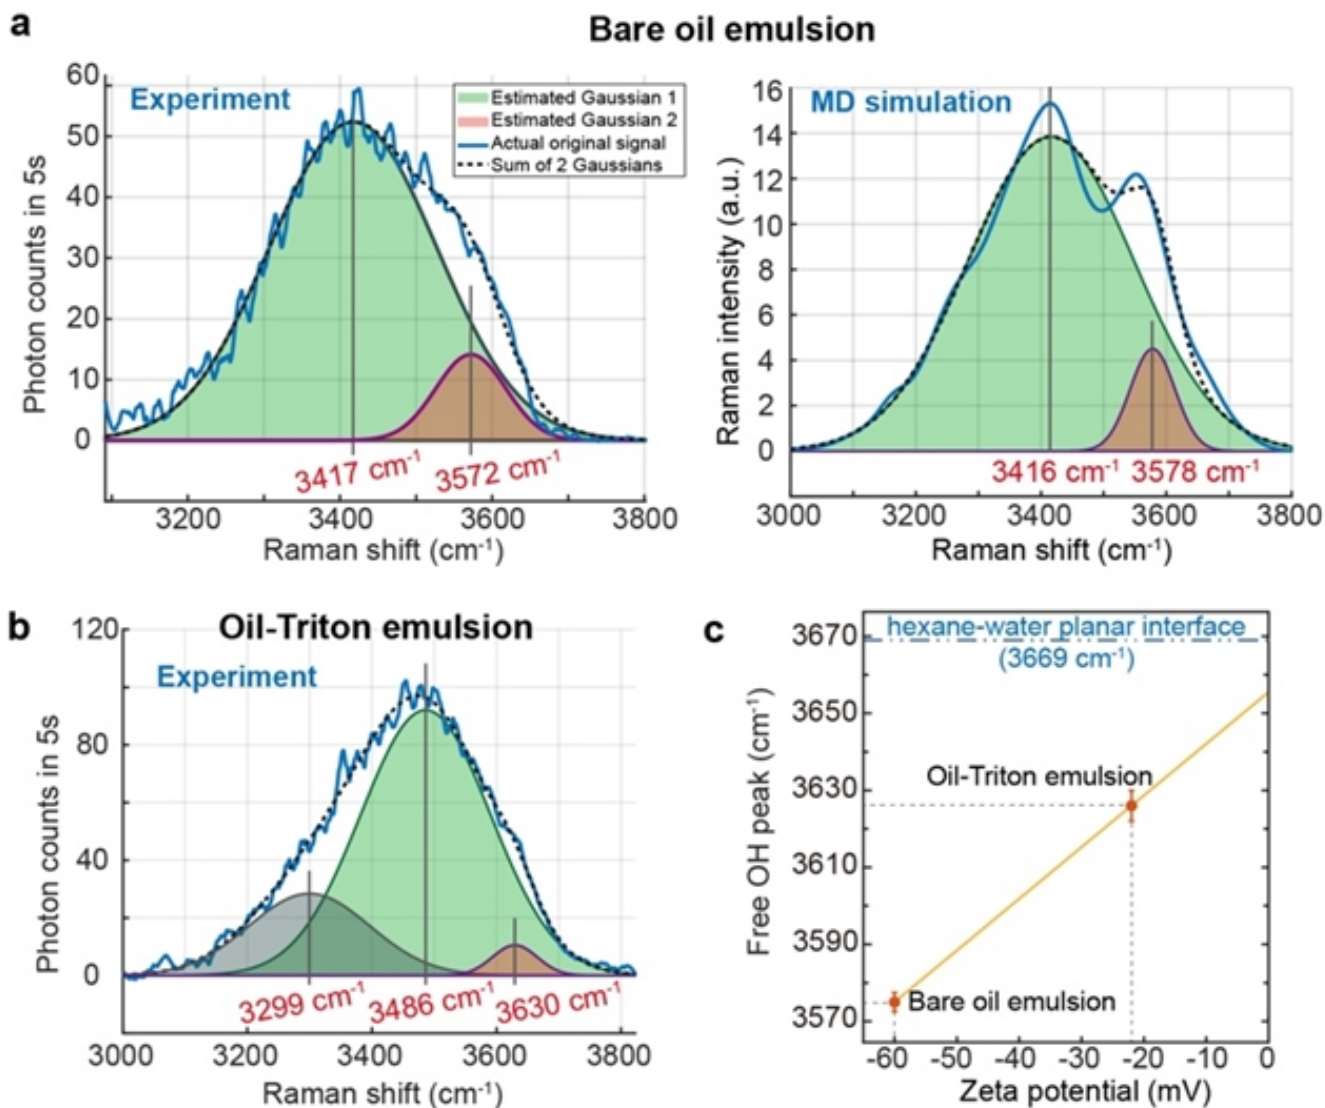 a
Bare oil emulsion
Experiment
Estimated Gaussian 1
Estimated Gaussian 2
Actual original signal
Sum of 2 Gaussians
Photon counts in 5s
60
50
40
30
20
10
0
3417 cm⁻¹
3572 cm⁻¹
3200
3400
3600
3800
Raman shift (cm⁻¹)
MD simulation
Raman intensity (a.u.)
16
14
12
10
8
6
4
2
0
3416 cm⁻¹
3578 cm⁻¹
3000
3200
3400
3600
3800
Raman shift (cm⁻¹)
b
Oil-Triton emulsion
Experiment
Photon counts in 5s
120
80
40
0
3299 cm⁻¹
3486 cm⁻¹
3630 cm⁻¹
3000
3200
3400
3600
3800
Raman shift (cm⁻¹)
c
hexane-water planar interface
(3669 cm⁻¹)
Free OH peak (cm⁻¹)
3670
3650
3630
3610
3590
3570
Oil-Triton emulsion
Bare oil emulsion
-60
-50
-40
-30
-20
-10
0
Zeta potential (mV)